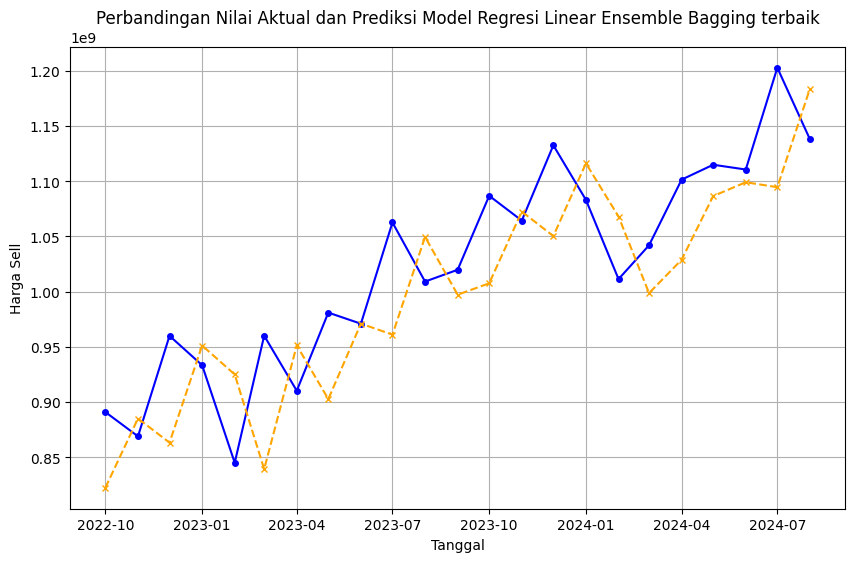 Perbandingan Nilai Aktual dan Prediksi Model Regresi Linear Ensemble Bagging terbaik
1e9
1.20
1.15
1.10
1.05
1.00
0.95
0.90
0.85
Harga Sell
2022-10 2023-01 2023-04 2023-07 2023-10 2024-01 2024-04 2024-07
Tanggal